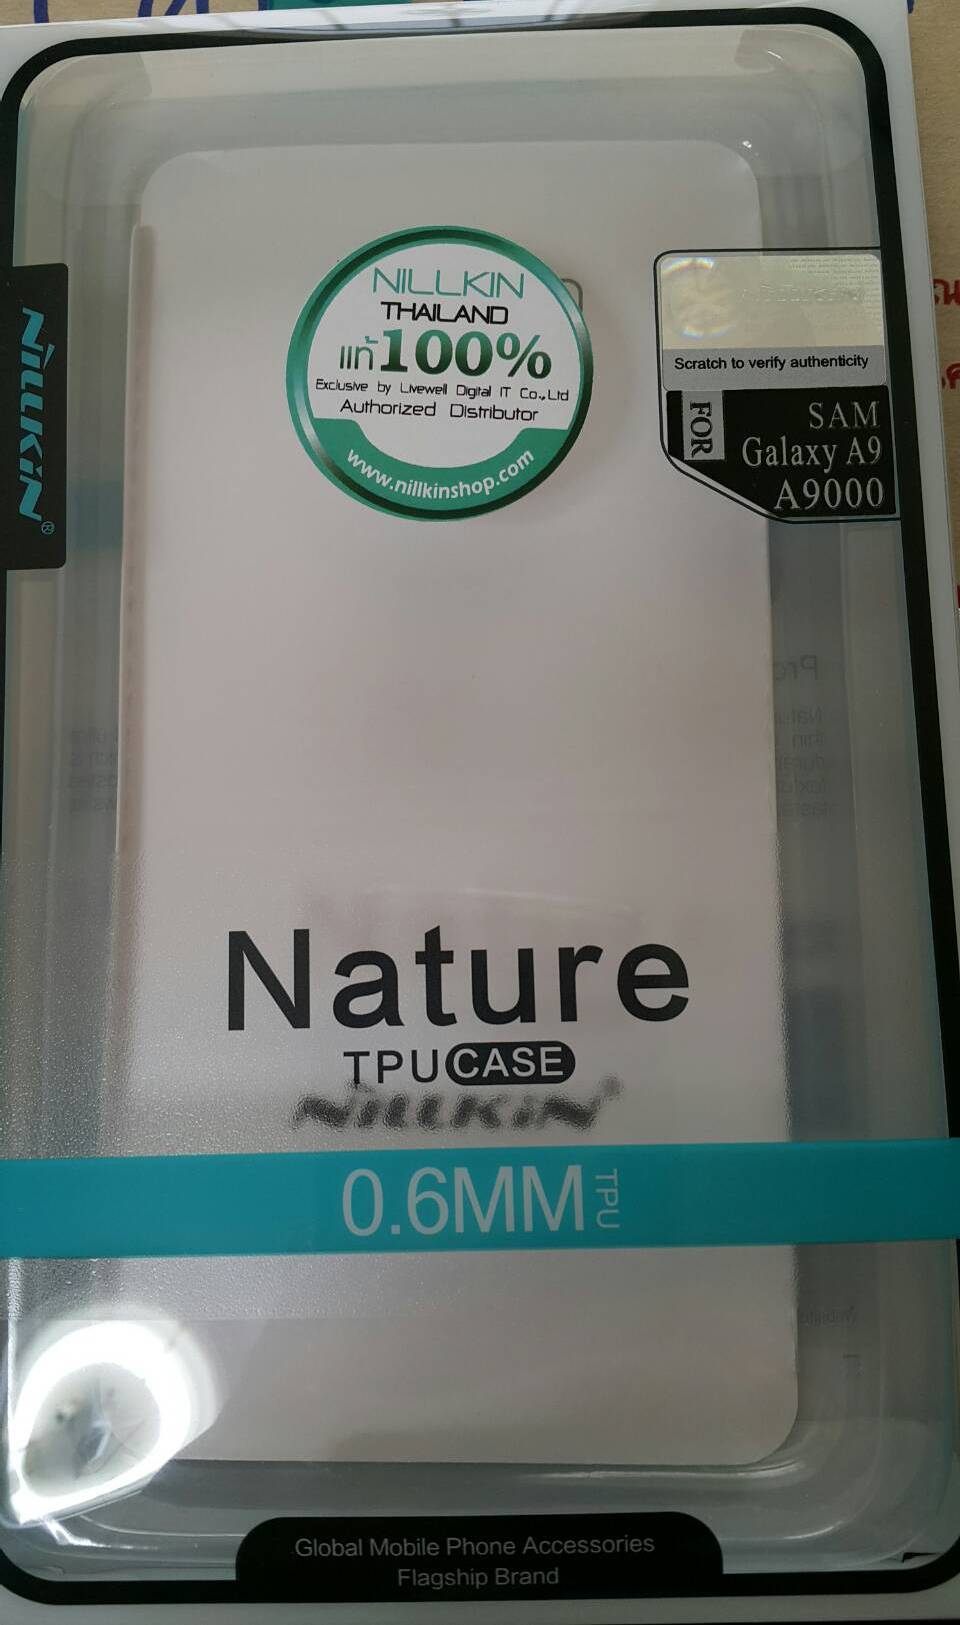 NiLLKiN®
NILLKIN
THAILAND
แท้100%
Exclusive by Livewell Digital IT Co.,Ltd
Authorized Distributor
www.nillkinshop.com
Scratch to verify authenticity
FOR
SAM
Galaxy A9
A9000
Nature
TPU CASE
NiLLKiN
0.6MM TPU
Global Mobile Phone Accessories
Flagship Brand